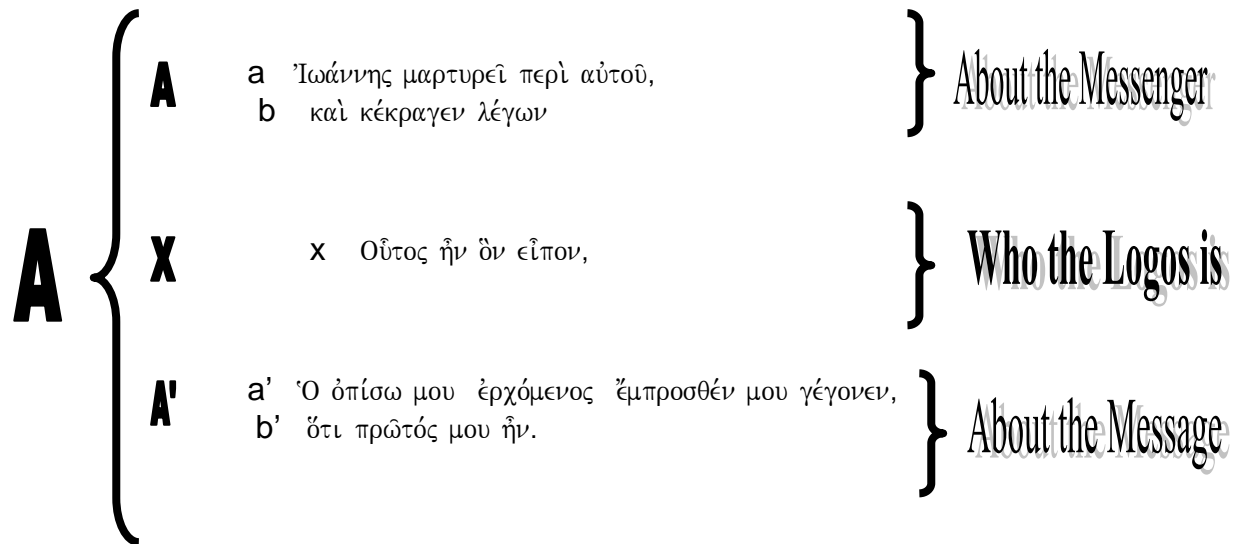 A
A a Ἰωάννης μαρτυρεῖ περὶ αὐτοῦ,
b καὶ κέκραγεν λέγων
About the Messenger
X x Οὗτος ἦν ὃν εἶπον,
Who the Logos is
A' a’ Ὁ ὀπίσω μου ἐρχόμενος ἔμπροσθέν μου γέγονεν,
b’ ὅτι πρῶτός μου ἦν.
About the Message